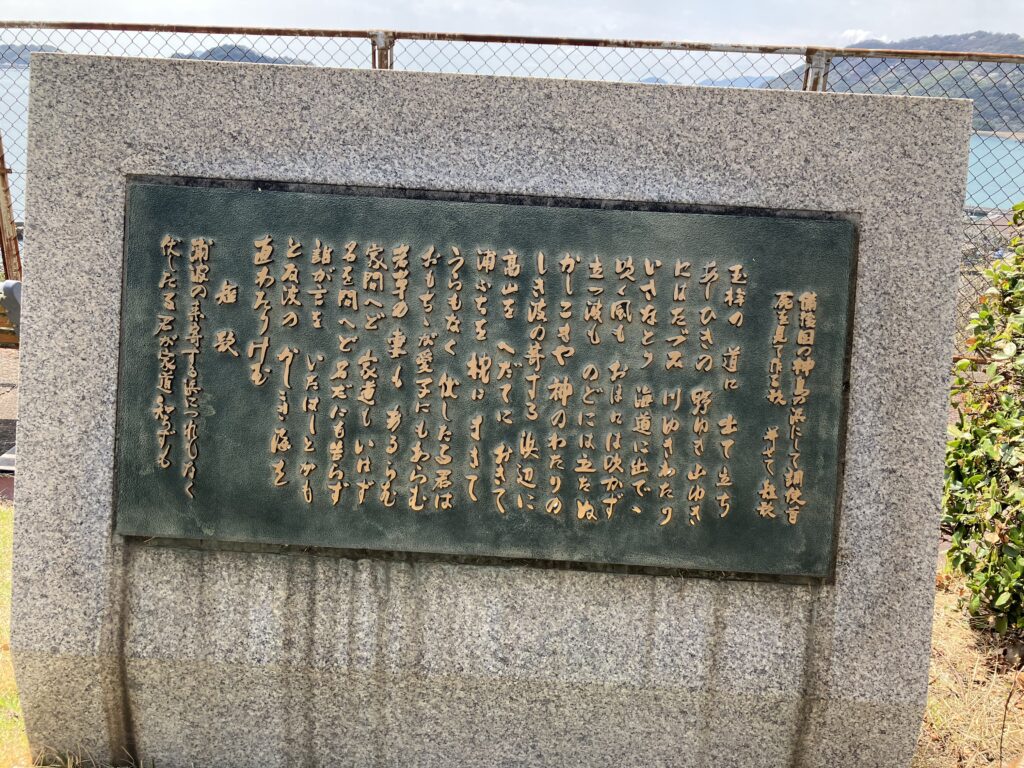 備後国の神島の浜にして調使首
屍を見て作る歌 并せて短歌
玉桙の 道に 出で立ち
あしひきの 野ゆき山ゆき
にはたづみ 川ゆきわたり
いさなとり 海道に出でゝ
吹く風も おほには吹かず
立つ波も のどには立たぬ
かしこきや 神のわたりの
しき波の寄する 浜辺に
高山を へだてに おきて
浦ぶちを 枕に まきて
うらもなく 伏したる君は
おもちゝが愛子にもあらむ
若草の 妻も あるらむ
家問へど 家道も いはず
名を問へど 名だにも告らず
誰が言を いたはしとかも
とゐ波の かしこき海を
直わたりけむ
短歌
浦波の来寄する浜につれもなく
伏したる君が家道知らずも